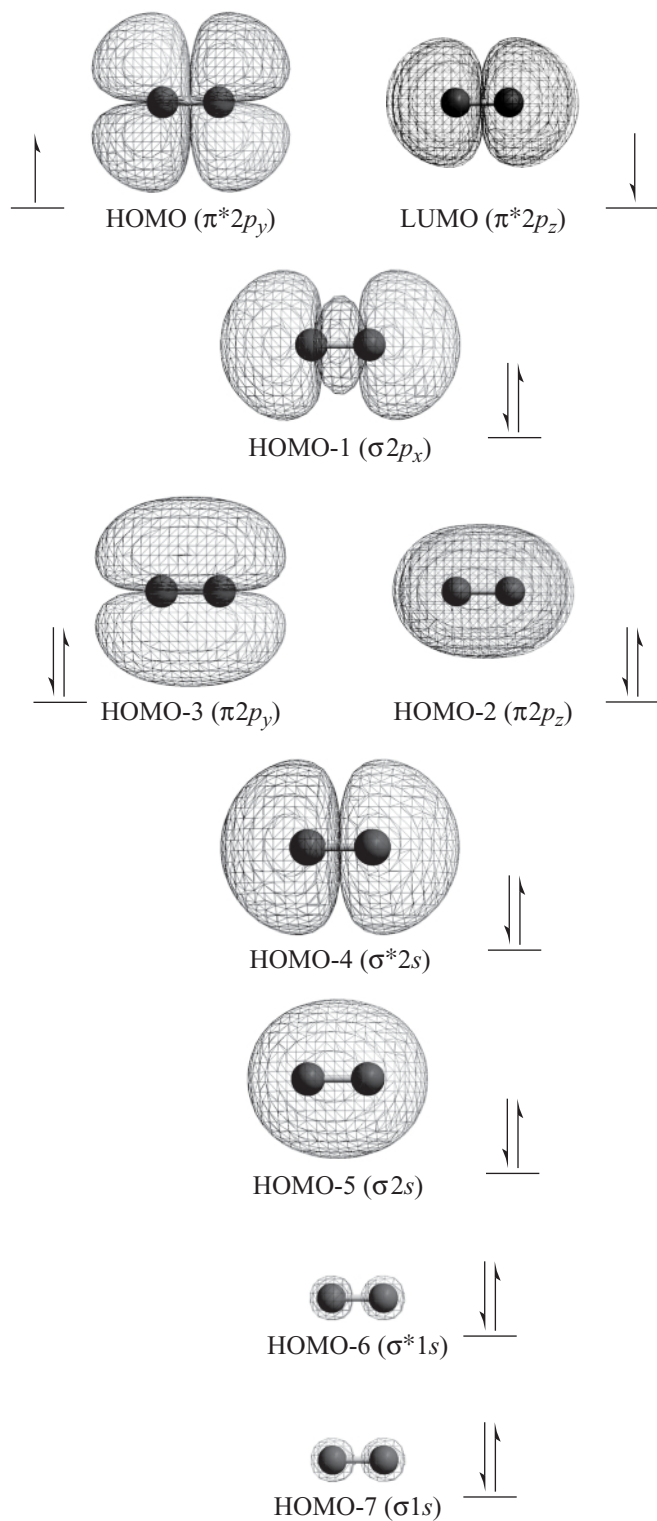 HOMO (π*2p_y) LUMO (π*2p_z)
HOMO-1 (σ2p_x)
HOMO-3 (π2p_y) HOMO-2 (π2p_z)
HOMO-4 (σ*2s)
HOMO-5 (σ2s)
HOMO-6 (σ*1s)
HOMO-7 (σ1s)